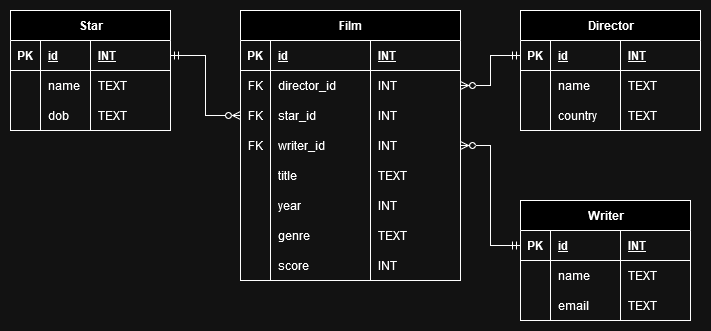 Star
PK id INT
name TEXT
dob TEXT
Film
PK id INT
FK director_id INT
FK star_id INT
FK writer_id INT
title TEXT
year INT
genre TEXT
score INT
Director
PK id INT
name TEXT
country TEXT
Writer
PK id INT
name TEXT
email TEXT